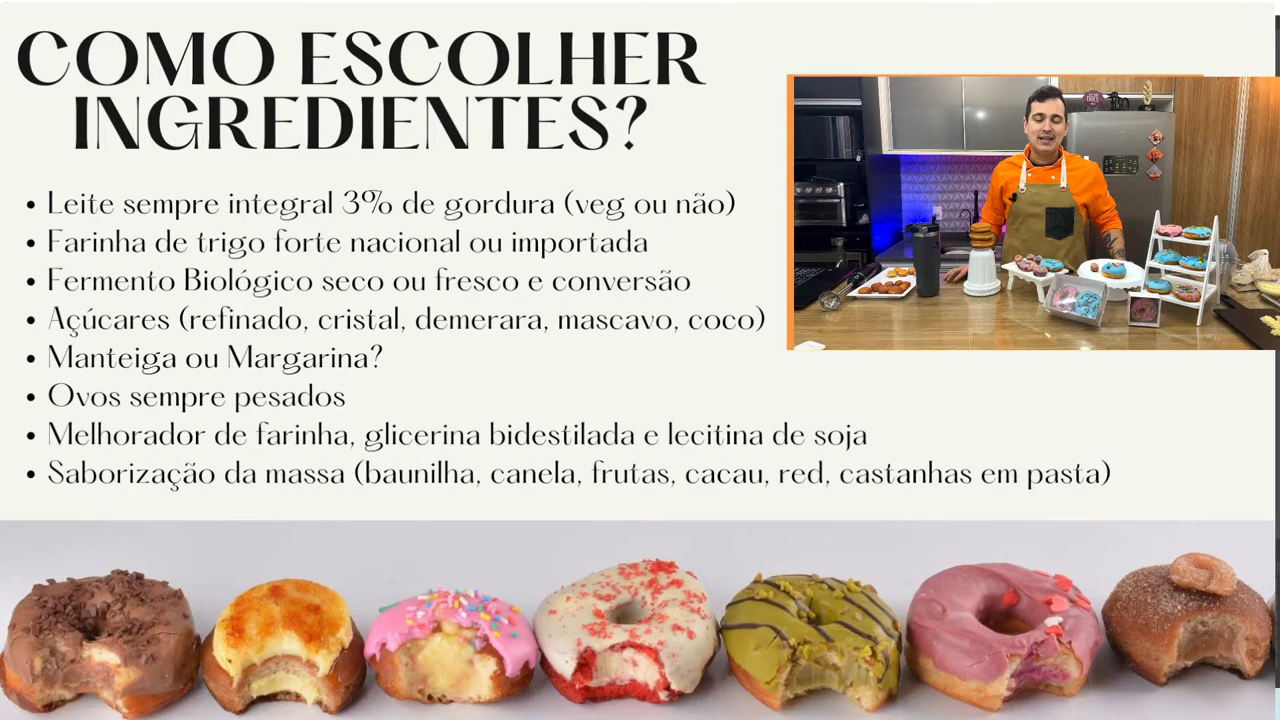 COMO ESCOLHER
INGREDIENTES?
• Leite sempre integral 3% de gordura (veg ou não)
• Farinha de trigo forte nacional ou importada
• Fermento Biológico seco ou fresco e conversão
• Açúcares (refinado, cristal, demerara, mascavo, coco)
• Manteiga ou Margarina?
• Ovos sempre pesados
• Melhorador de farinha, glicerina bidestilada e lecitina de soja
• Saborização da massa (baunilha, canela, frutas, cacau, red, castanhas em pasta)